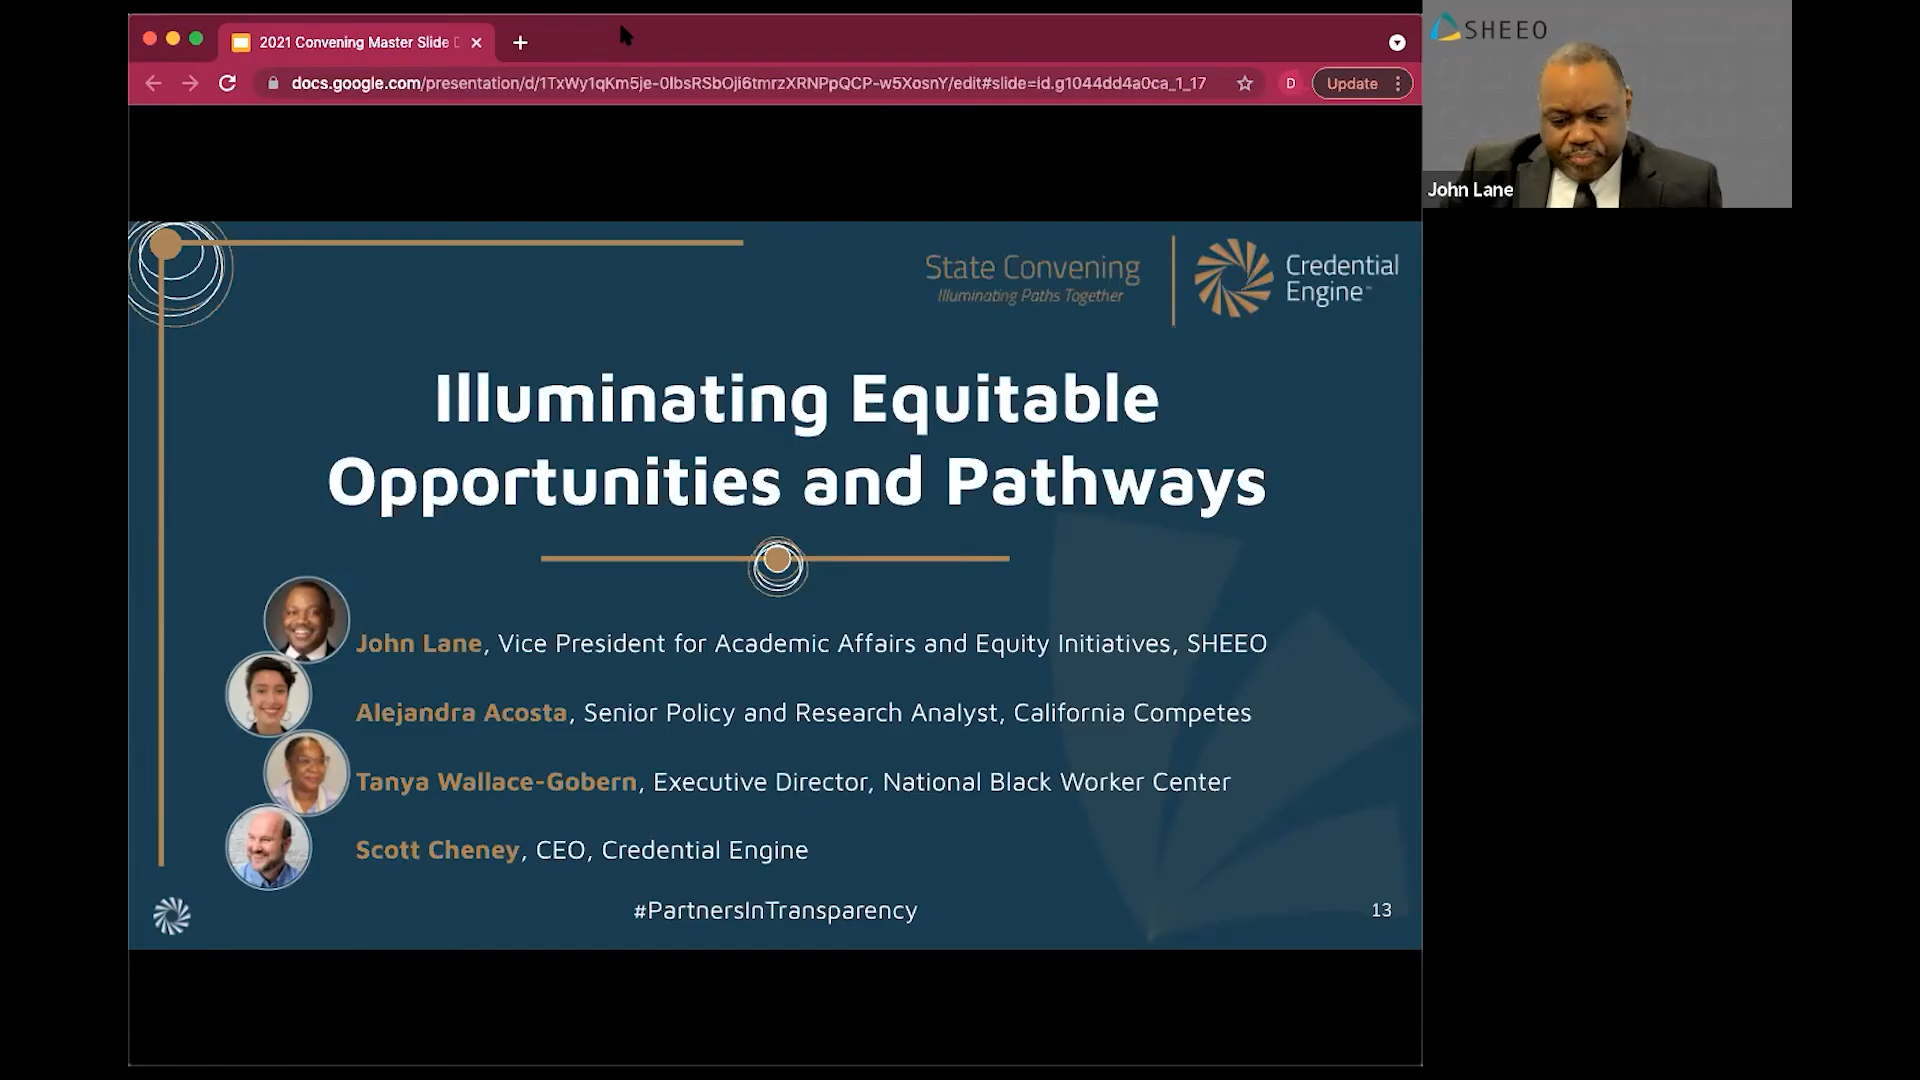 2021 Convening Master Slide
docs.google.com/presentation/d/1TxWy1qKm5je-0lbsRSbOji6tmrzXRNPpQCP-w5XosnY/edit#slide=id.g1044dd4a0ca_1_17
D
Update
SHEEO
John Lane
State Convening
Illuminating Paths Together
Credential
Engine™
Illuminating Equitable
Opportunities and Pathways
John Lane, Vice President for Academic Affairs and Equity Initiatives, SHEEO
Alejandra Acosta, Senior Policy and Research Analyst, California Competes
Tanya Wallace-Gobern, Executive Director, National Black Worker Center
Scott Cheney, CEO, Credential Engine
#PartnersInTransparency
13